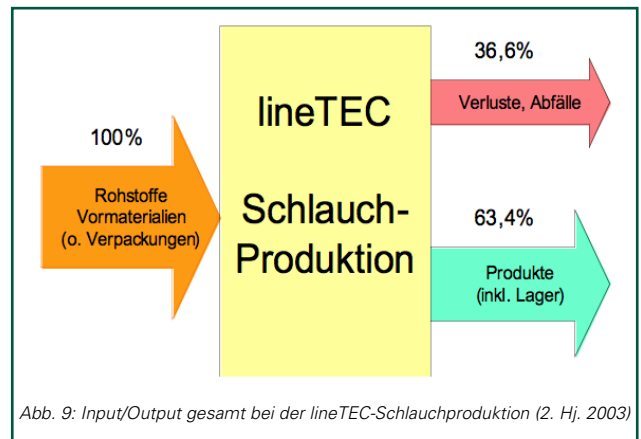 100%
Rohstoffe
Vormaterialien
(o. Verpackungen)
lineTEC
Schlauch-
Produktion
36,6%
Verluste, Abfälle
63,4%
Produkte
(inkl. Lager)
Abb. 9: Input/Output gesamt bei der lineTEC-Schlauchproduktion (2. Hj. 2003)